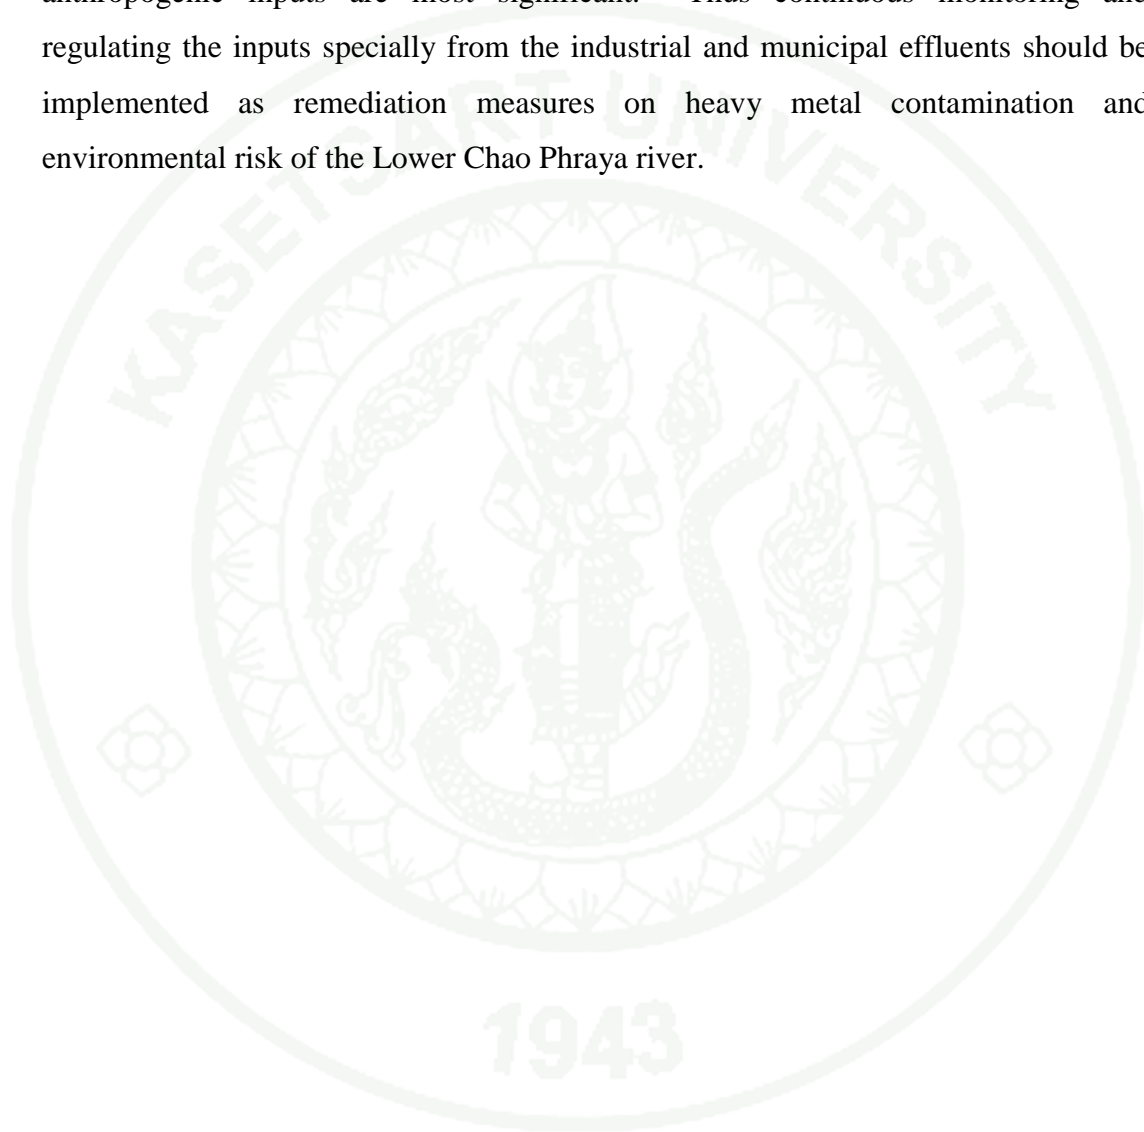 anthropogenic inputs are most significant. Thus continuous monitoring and
regulating the inputs specially from the industrial and municipal effluents should be
implemented as remediation measures on heavy metal contamination and
environmental risk of the Lower Chao Phraya river.
KASETSART UNIVERSITY
1943